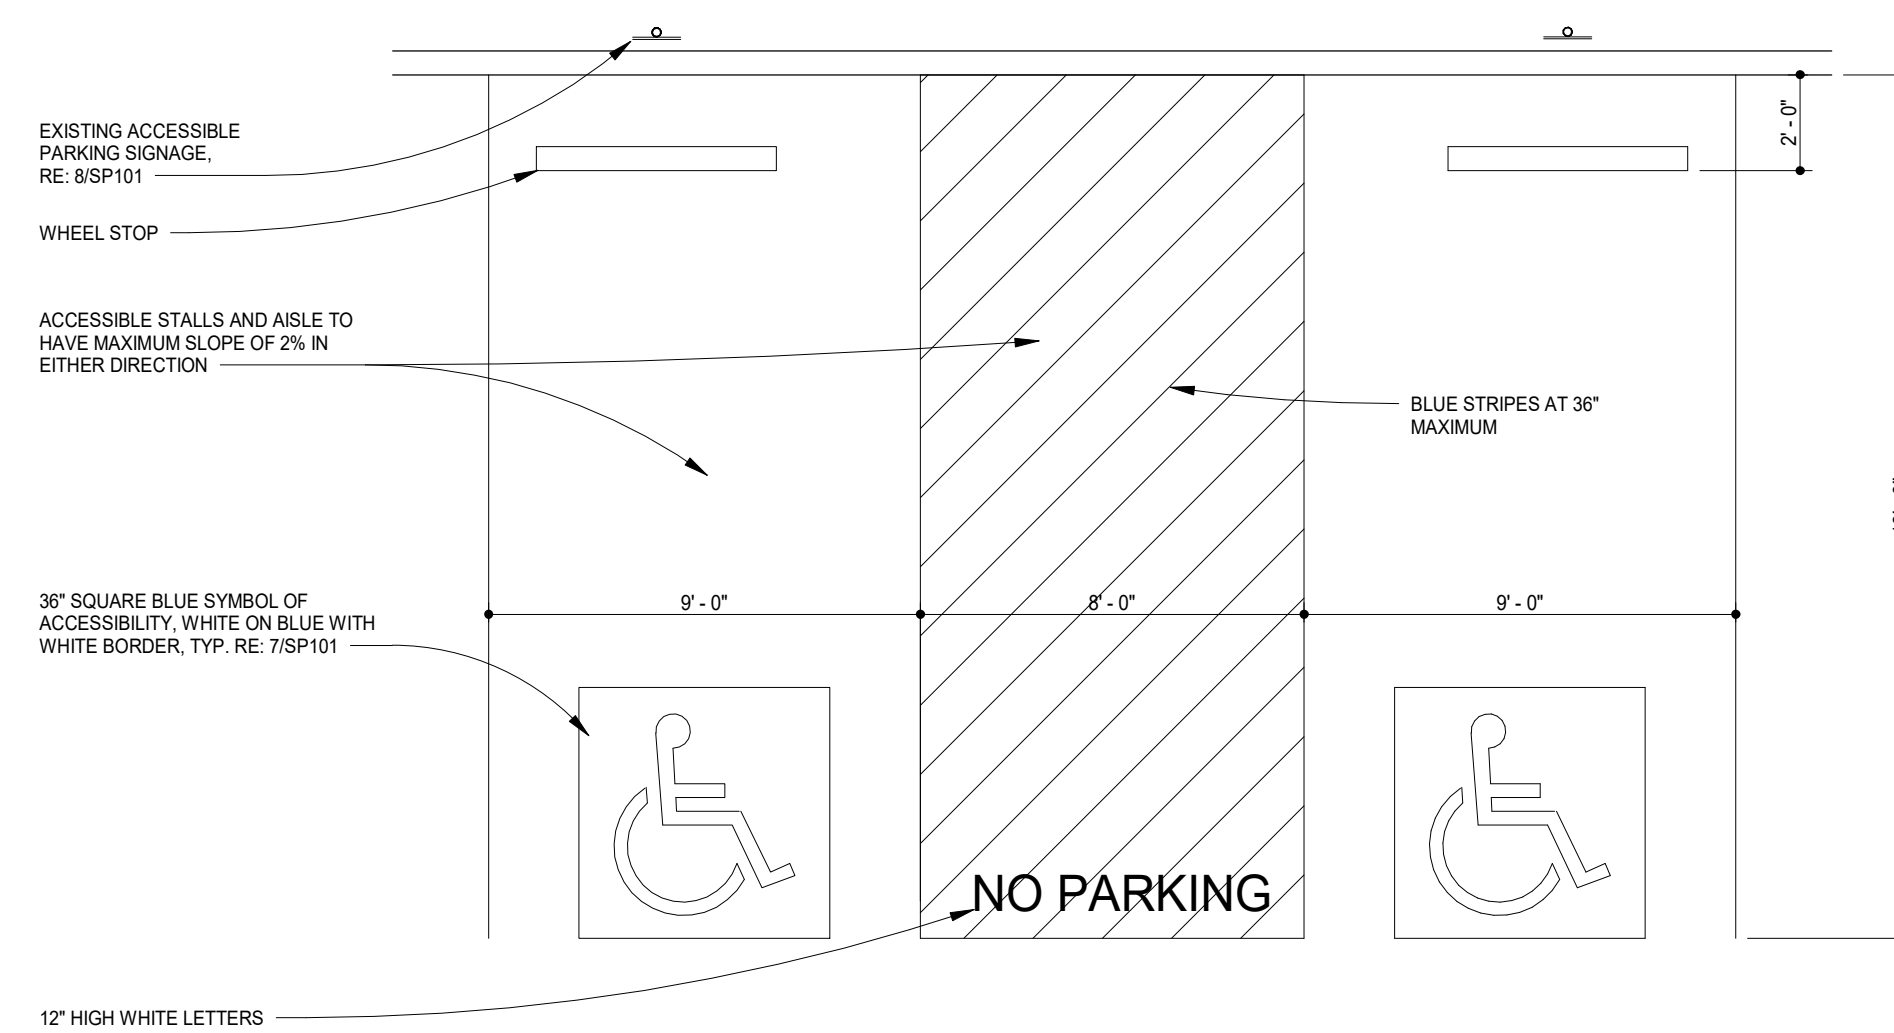 EXISTING ACCESSIBLE
PARKING SIGNAGE,
RE: 8/SP101
WHEEL STOP
2' - 0"
ACCESSIBLE STALLS AND AISLE TO
HAVE MAXIMUM SLOPE OF 2% IN
EITHER DIRECTION
BLUE STRIPES AT 36"
MAXIMUM
36" SQUARE BLUE SYMBOL OF
ACCESSIBILITY, WHITE ON BLUE WITH
WHITE BORDER, TYP. RE: 7/SP101
9' - 0"
8' - 0"
9' - 0"
NO PARKING
12" HIGH WHITE LETTERS